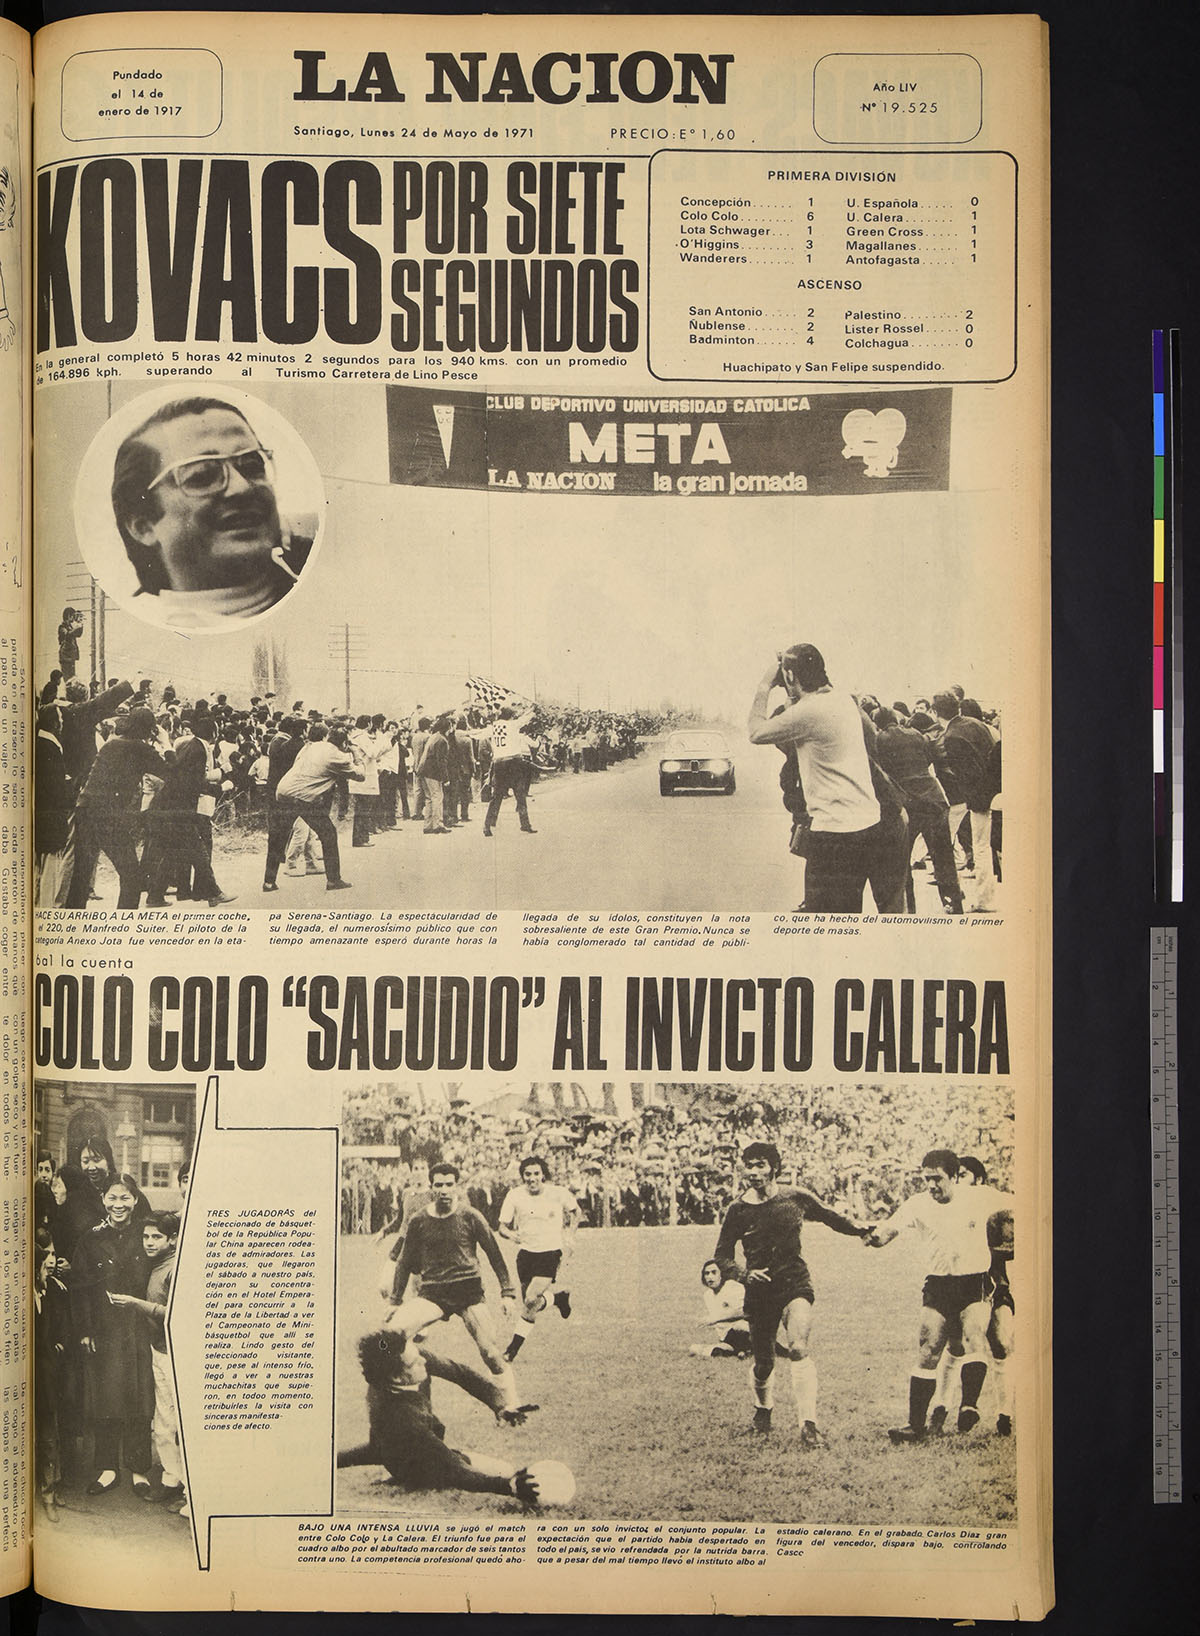 Pundado
el 14 de
enero de 1917
LA NACION
Santiago, Lunes 24 de Mayo de 1971
PRECIO: Eº 1,60
Año LIV
Nº 19.525
KOVACS POR SIETE
SEGUNDOS
En la general completó 5 horas 42 minutos 2 segundos para los 940 kms. con un promedio
de 164.896 kph. superando al Turismo Carretera de Lino Pesce
PRIMERA DIVISIÓN
Concepción...... 1 U. Española..... 0
Colo Colo........ 6 U. Calera....... 1
Lota Schwager... 1 Green Cross..... 1
O'Higgins........ 3 Magallanes...... 1
Wanderers....... 1 Antofagasta..... 1
ASCENSO
San Antonio..... 2 Palestino......... 2
Ñublense....... 2 Lister Rossel..... 0
Badminton...... 4 Colchagua....... 0
Huachipato y San Felipe suspendido.
CLUB DEPORTIVO UNIVERSIDAD CATOLICA
META
LA NACION la gran jornada
UC
HACE SU ARRIBO A LA META el primer coche,
el 220, de Manfredo Suiter. El piloto de la
categoría Anexo Jota fue vencedor en la eta-
pa Serena-Santiago. La espectacularidad de
su llegada, el numerosísimo público que con
tiempo amenazante esperó durante horas la
llegada de su ídolos, constituyen la nota
sobresaliente de este Gran Premio. Nunca se
había conglomerado tal cantidad de públi-
co, que ha hecho del automovilismo el primer
deporte de masas.
6al la cuenta
COLO COLO “SACUDIO” AL INVICTO CALERA
TRES JUGADORAS del
Seleccionado de básquet-
bol de la República Popu-
lar China aparecen rodea-
das de admiradores. Las
jugadoras, que llegaron
el sábado a nuestro país,
dejaron su concentra-
ción en el Hotel Empera-
del para concurrir a la
Plaza de la Libertad a ver
el Campeonato de Mini-
básquetbol que allí se
realiza. Lindo gesto del
seleccionado visitante,
que, pese al intenso frío,
llegó a ver a nuestras
muchachitas que supie-
ron, en todoo momento,
retribuirles la visita con
sinceras manifesta-
ciones de afecto.
BAJO UNA INTENSA LLUVIA se jugó el match
entre Colo Colo y La Calera. El triunfo fue para el
cuadro albo por el abultado marcador de seis tantos
contra uno. La competencia profesional quedó aho-
ra con un sólo invicto, el conjunto popular. La
expectación que el partido había despertado en
todo el país, se vio refrendada por la nutrida barra.
que a pesar del mal tiempo llevó el instituto albo al
estadio calerano. En el grabado, Carlos Díaz gran
figura del vencedor, dispara bajo, controlando
Casco